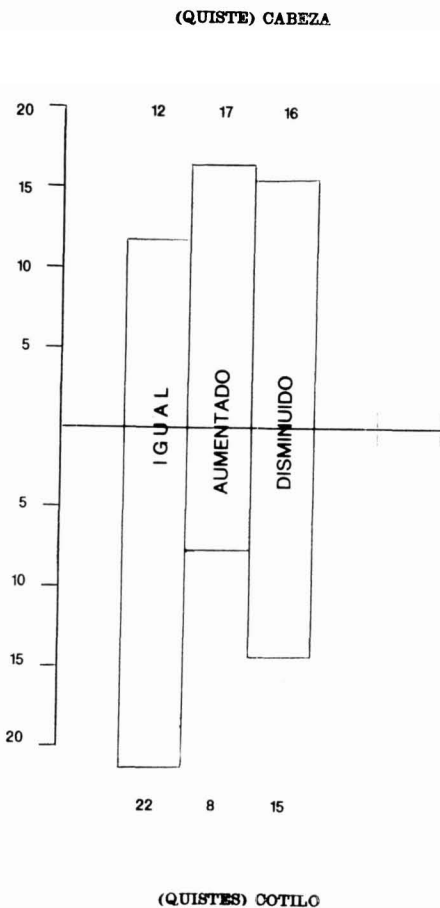 (QUISTE) CABEZA
20
12 17 16
15
10
5
IGUAL
AUMENTADO
DISMINUIDO
5
10
15
20
22 8 15
(QUISTES) COTILO